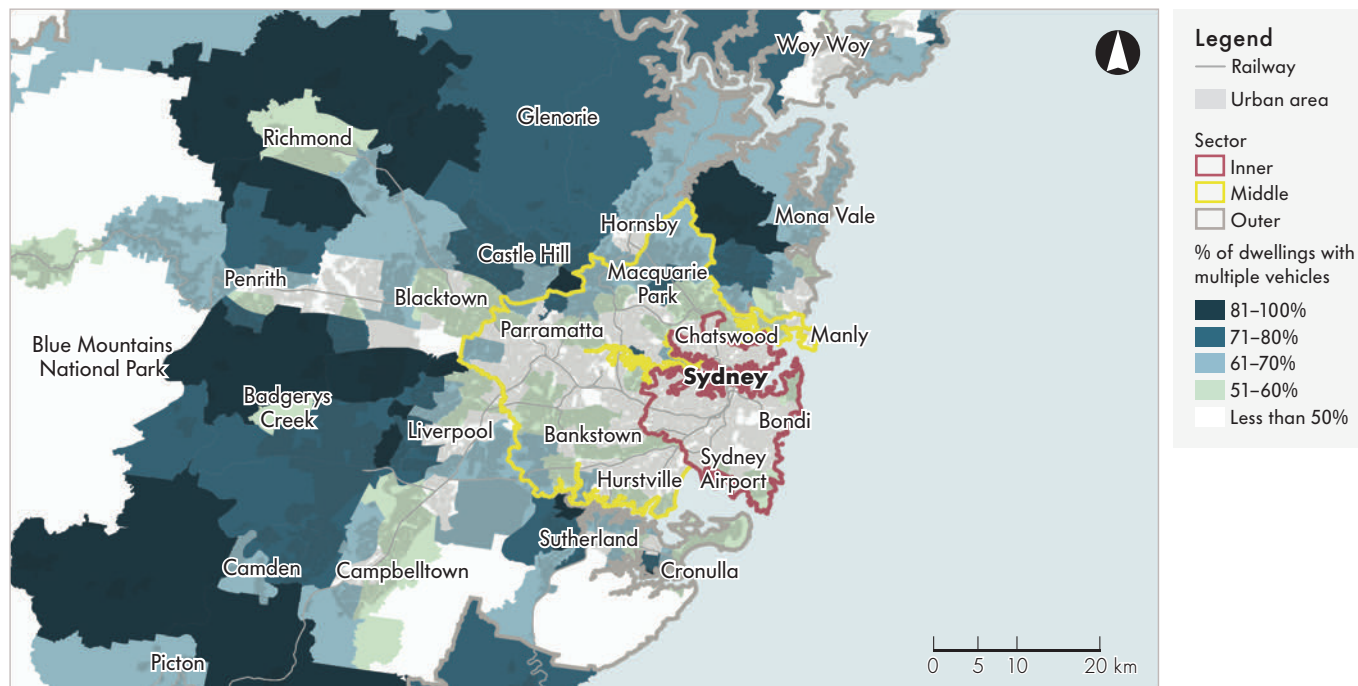 Woy Woy
Glenorie
Richmond
Mona Vale
Hornsby
Castle Hill
Macquarie
Park
Penrith
Blacktown
Parramatta
Chatswood
Manly
Blue Mountains
National Park
Sydney
Badgerys
Creek
Liverpool
Bankstown
Bondi
Sydney
Airport
Hurstville
Sutherland
Camden
Campbelltown
Cronulla
Picton
0 5 10 20 km
Legend
Railway
Urban area
Sector
Inner
Middle
Outer
% of dwellings with
multiple vehicles
81–100%
71–80%
61–70%
51–60%
Less than 50%